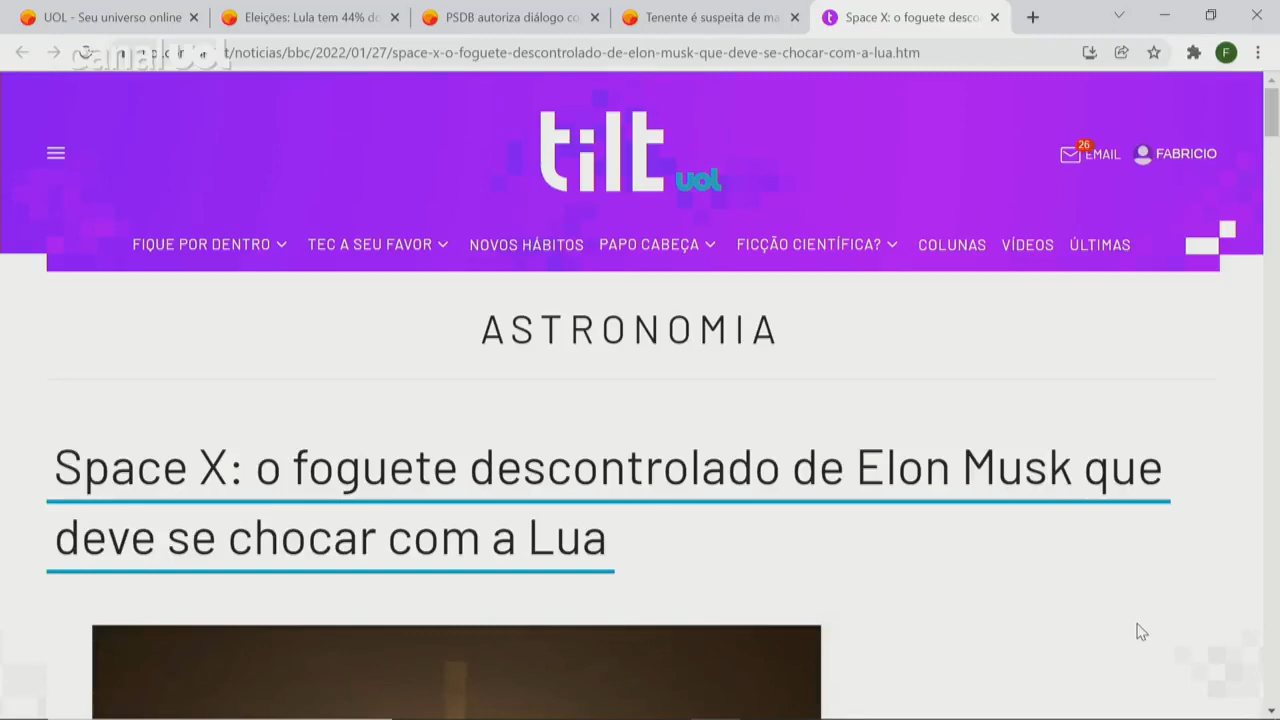 UOL - Seu universo online
Eleições: Lula tem 44% d
PSDB autoriza diálogo co
Tenente é suspeita de ma
Space X: o foguete desco
canal uol
t/noticias/bbc/2022/01/27/space-x-o-foguete-descontrolado-de-elon-musk-que-deve-se-chocar-com-a-lua.htm
F
tilt uol
26
EMAIL
FABRICIO
FIQUE POR DENTRO
TEC A SEU FAVOR
NOVOS HÁBITOS
PAPO CABEÇA
FICÇÃO CIENTÍFICA?
COLUNAS
VÍDEOS
ÚLTIMAS
ASTRONOMIA
Space X: o foguete descontrolado de Elon Musk que
deve se chocar com a Lua